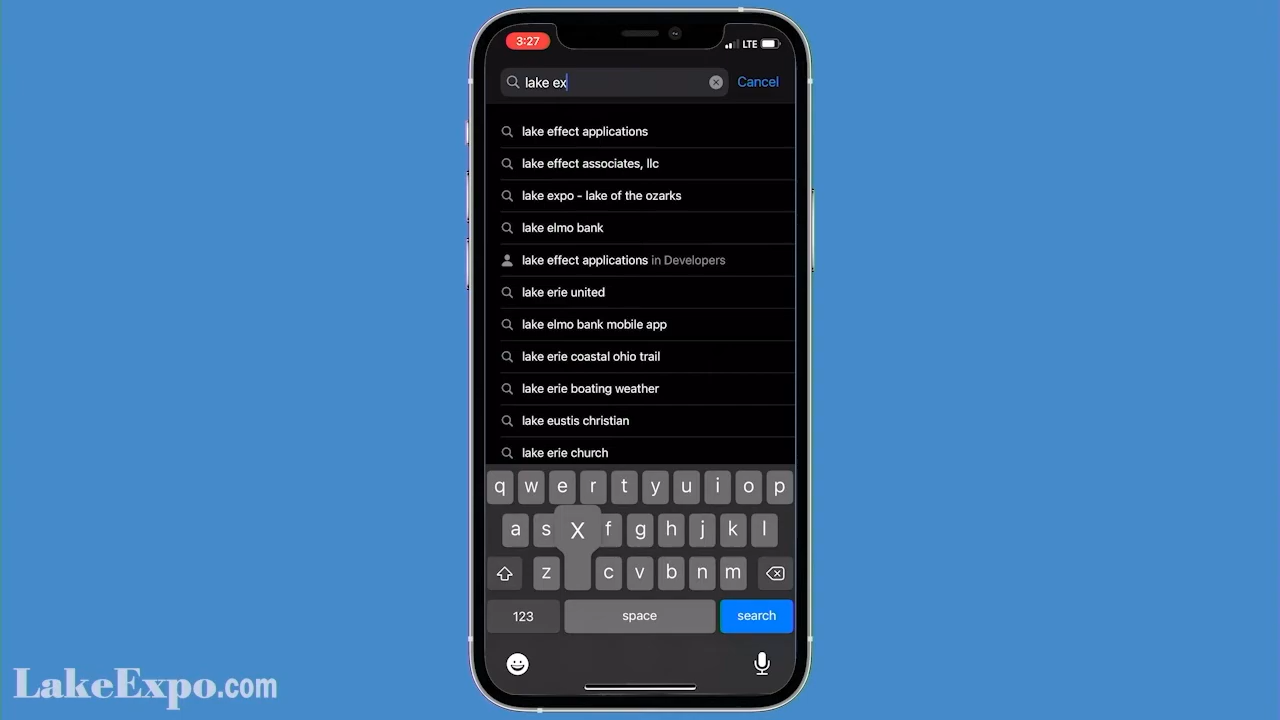 3:27
LTE
lake ex
Cancel
lake effect applications
lake effect associates, llc
lake expo - lake of the ozarks
lake elmo bank
lake effect applications in Developers
lake erie united
lake elmo bank mobile app
lake erie coastal ohio trail
lake erie boating weather
lake eustis christian
lake erie church
q w e r t y u i o p
a s X f g h j k l
z c v b n m
123 space search
LakeExpo.com